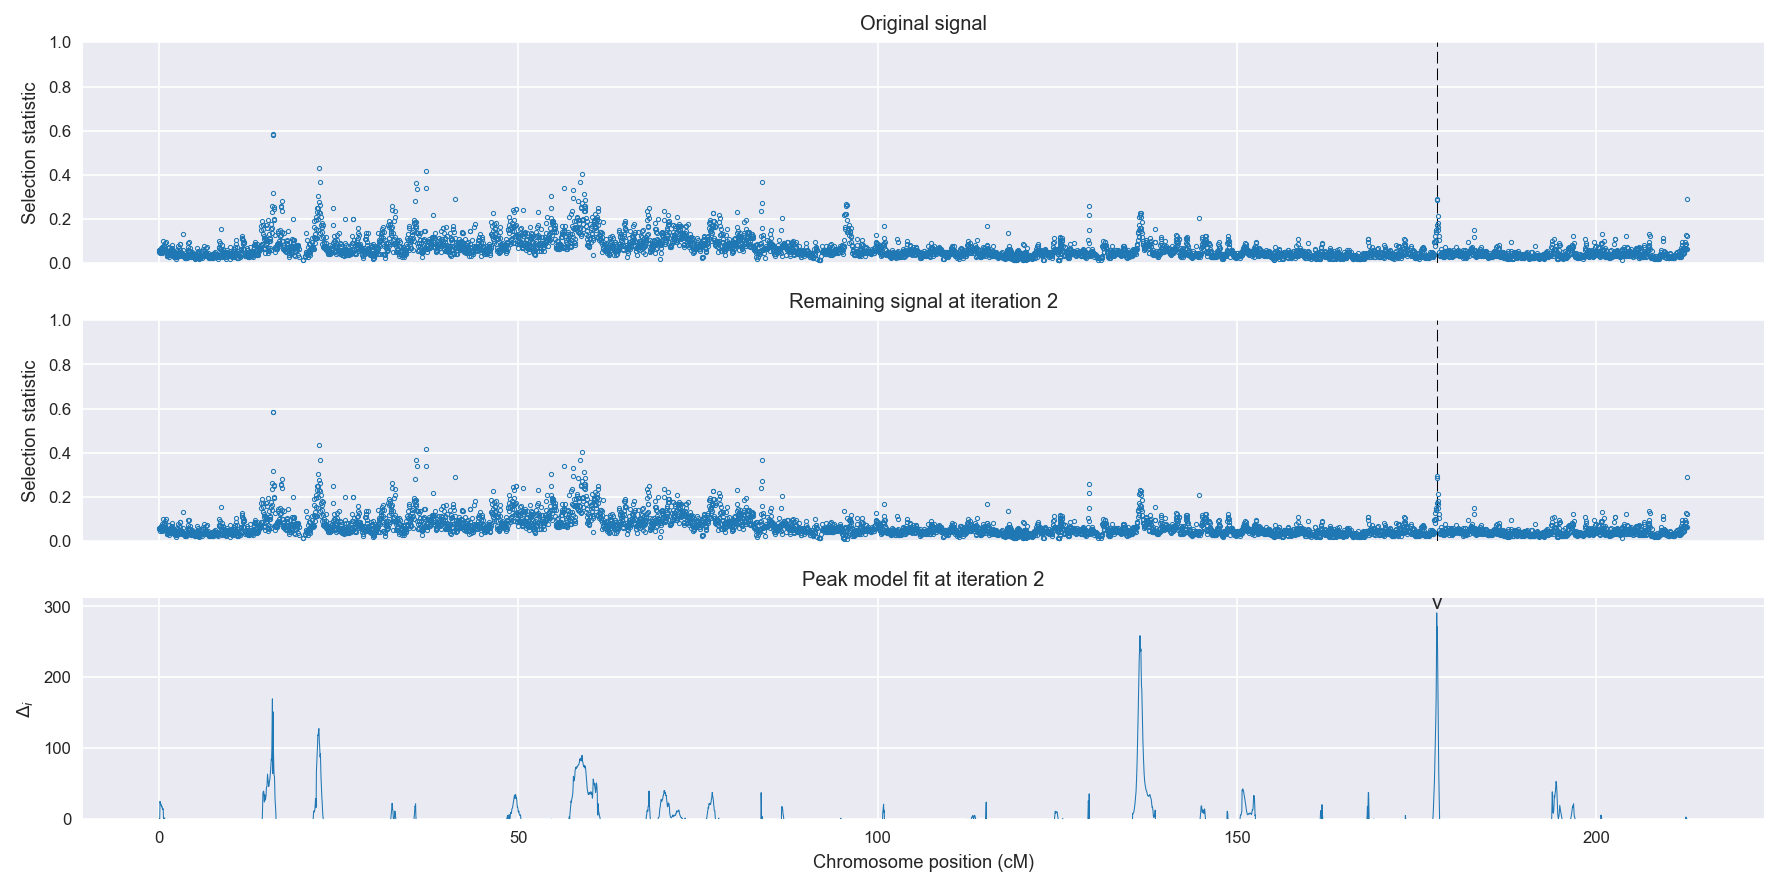 Original signal
1.0
0.8
0.6
0.4
0.2
0.0
Selection statistic
Remaining signal at iteration 2
1.0
0.8
0.6
0.4
0.2
0.0
Selection statistic
Peak model fit at iteration 2
v
300
200
100
0
Δi
0 50 100 150 200
Chromosome position (cM)